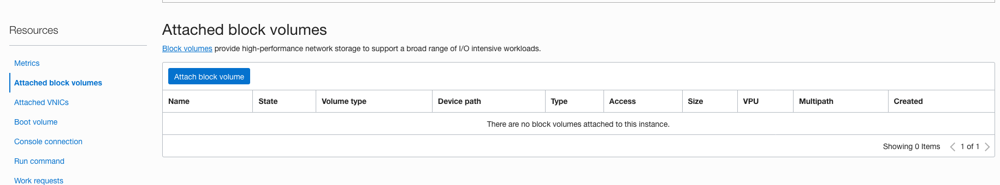 Resources
Metrics
Attached block volumes
Attached VNICs
Boot volume
Console connection
Run command
Work requests
Attached block volumes
Block volumes provide high-performance network storage to support a broad range of I/O intensive workloads.
Attach block volume
Name State Volume type Device path Type Access Size VPU Multipath Created
There are no block volumes attached to this instance.
Showing 0 Items 1 of 1